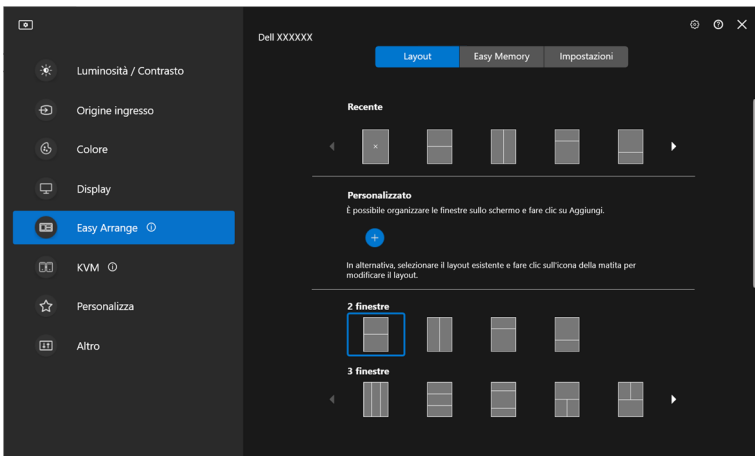 Dell XXXXXX
Layout
Easy Memory
Impostazioni
Luminosità / Contrasto
Origine ingresso
Colore
Display
Easy Arrange
KVM
Personalizza
Altro
Recente
Personalizzato
È possibile organizzare le finestre sullo schermo e fare clic su Aggiungi.
In alternativa, selezionare il layout esistente e fare clic sull'icona della matita per
modificare il layout.
2 finestre
3 finestre